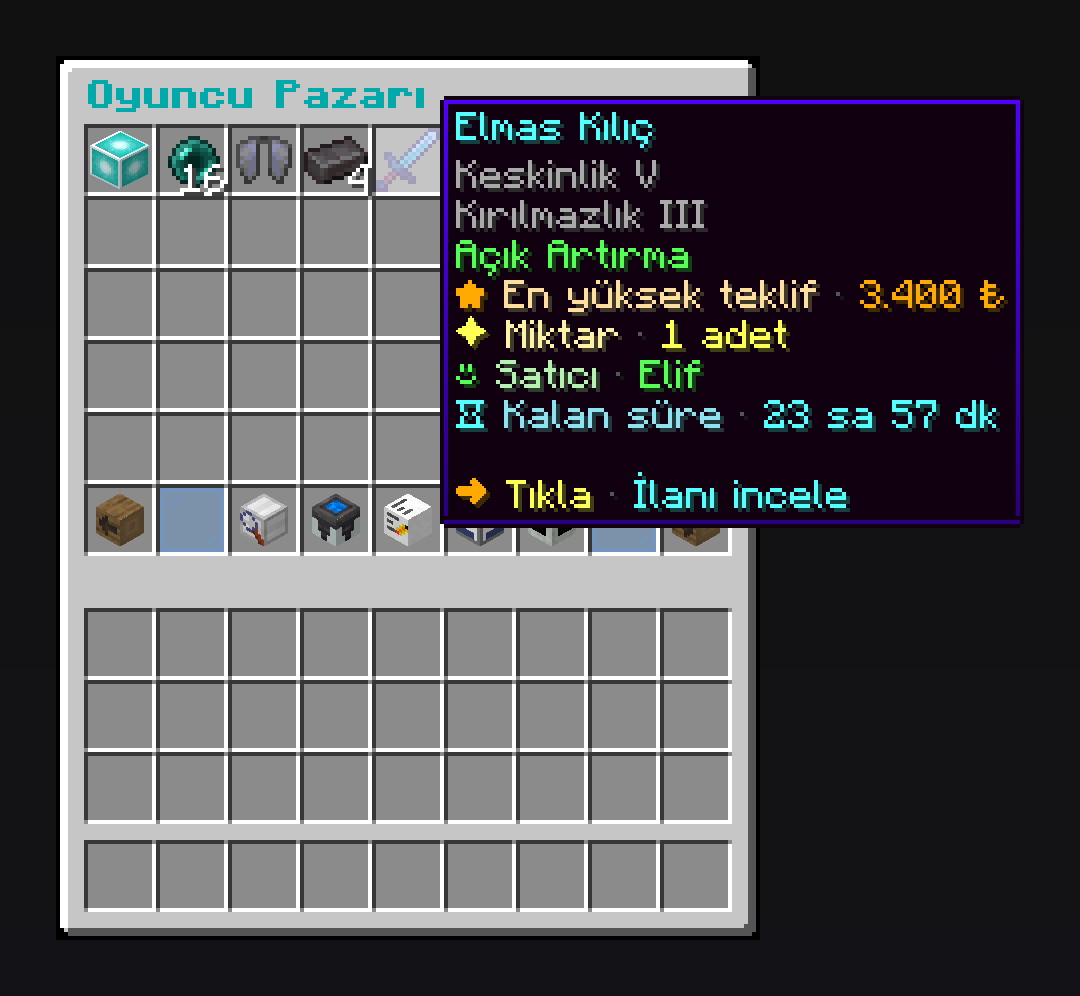 Oyuncu Pazarı
16
4
Elmas Kılıç
Keskinlik V
Kırılmazlık III
Açık Artırma
En yüksek teklif · 3.400 ₺
Miktar · 1 adet
Satıcı · Elif
Kalan süre · 23 sa 57 dk
Tıkla · İlanı incele